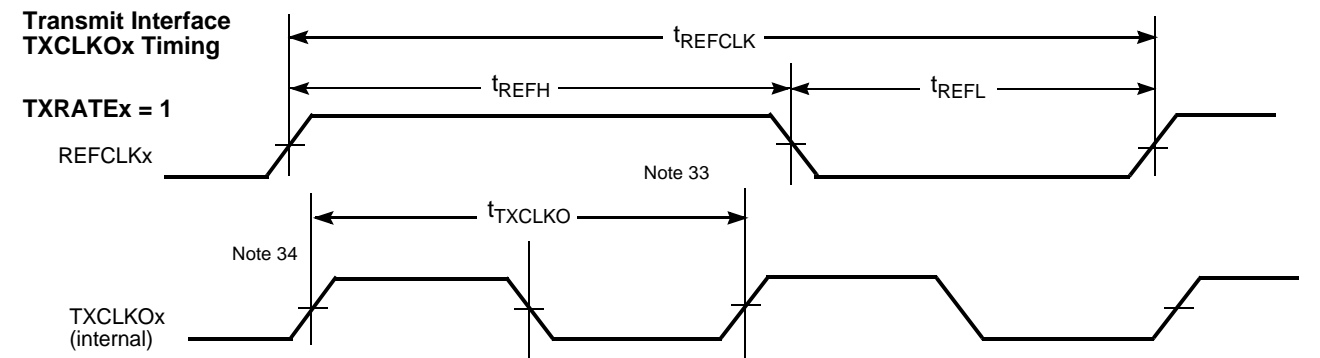 Transmit Interface
TXCLKOx Timing
tREFCLK
tREFH
tREFL
TXRATEx = 1
REFCLKx
Note 33
tTXCLKO
Note 34
TXCLKOx
(internal)